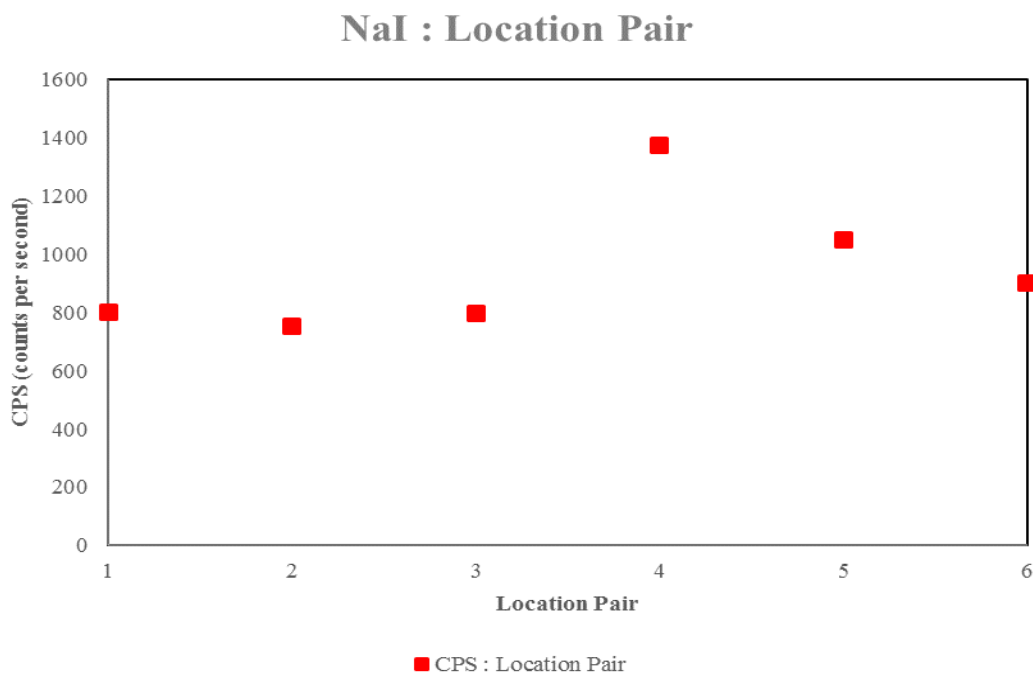 NaI : Location Pair
1600
1400
1200
1000
800
600
400
200
0
CPS (counts per second)
1 2 3 4 5 6
Location Pair
CPS : Location Pair